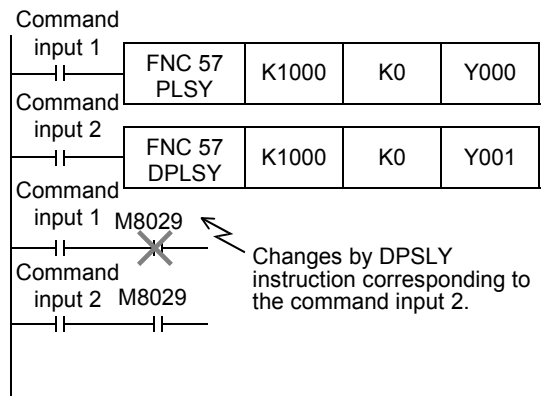 Command
input 1
FNC 57
PLSY
K1000
K0
Y000
Command
input 2
FNC 57
DPLSY
K1000
K0
Y001
Command
input 1
M8029
Changes by DPSLY
instruction corresponding to
the command input 2.
Command
input 2
M8029